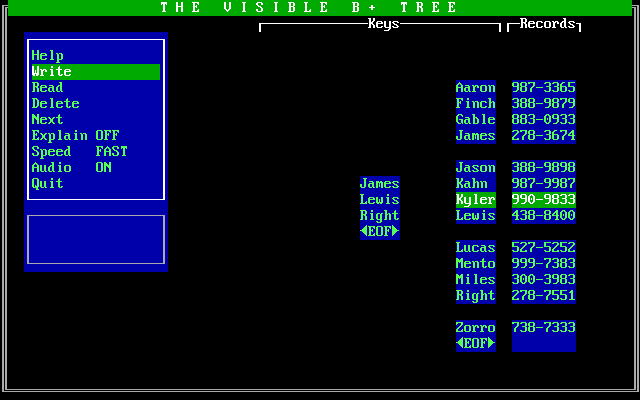 THE VISIBLE B+ TREE
Keys Records
Help
Write
Read
Delete
Next
Explain OFF
Speed FAST
Audio ON
Quit
James
Lewis
Right
◄EOF►
Aaron 987-3365
Finch 388-9879
Gable 883-0933
James 278-3674
Jason 388-9898
Kahn 987-9987
Kyler 990-9833
Lewis 438-8400
Lucas 527-5252
Mento 999-7383
Miles 300-3983
Right 278-7551
Zorro 738-7333
◄EOF►